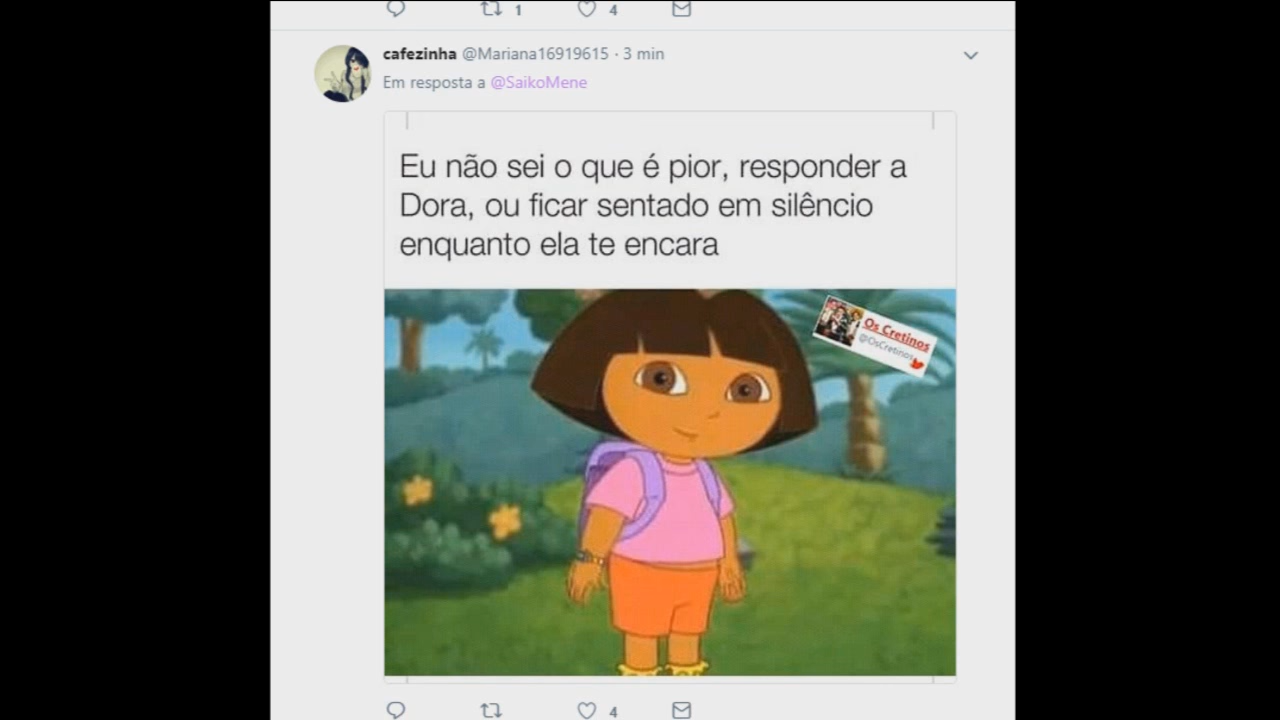 1 4
cafezinha @Mariana16919615 · 3 min
Em resposta a @SaikoMene
Eu não sei o que é pior, responder a
Dora, ou ficar sentado em silêncio
enquanto ela te encara
Os Cretinos
@OsCretinos
4